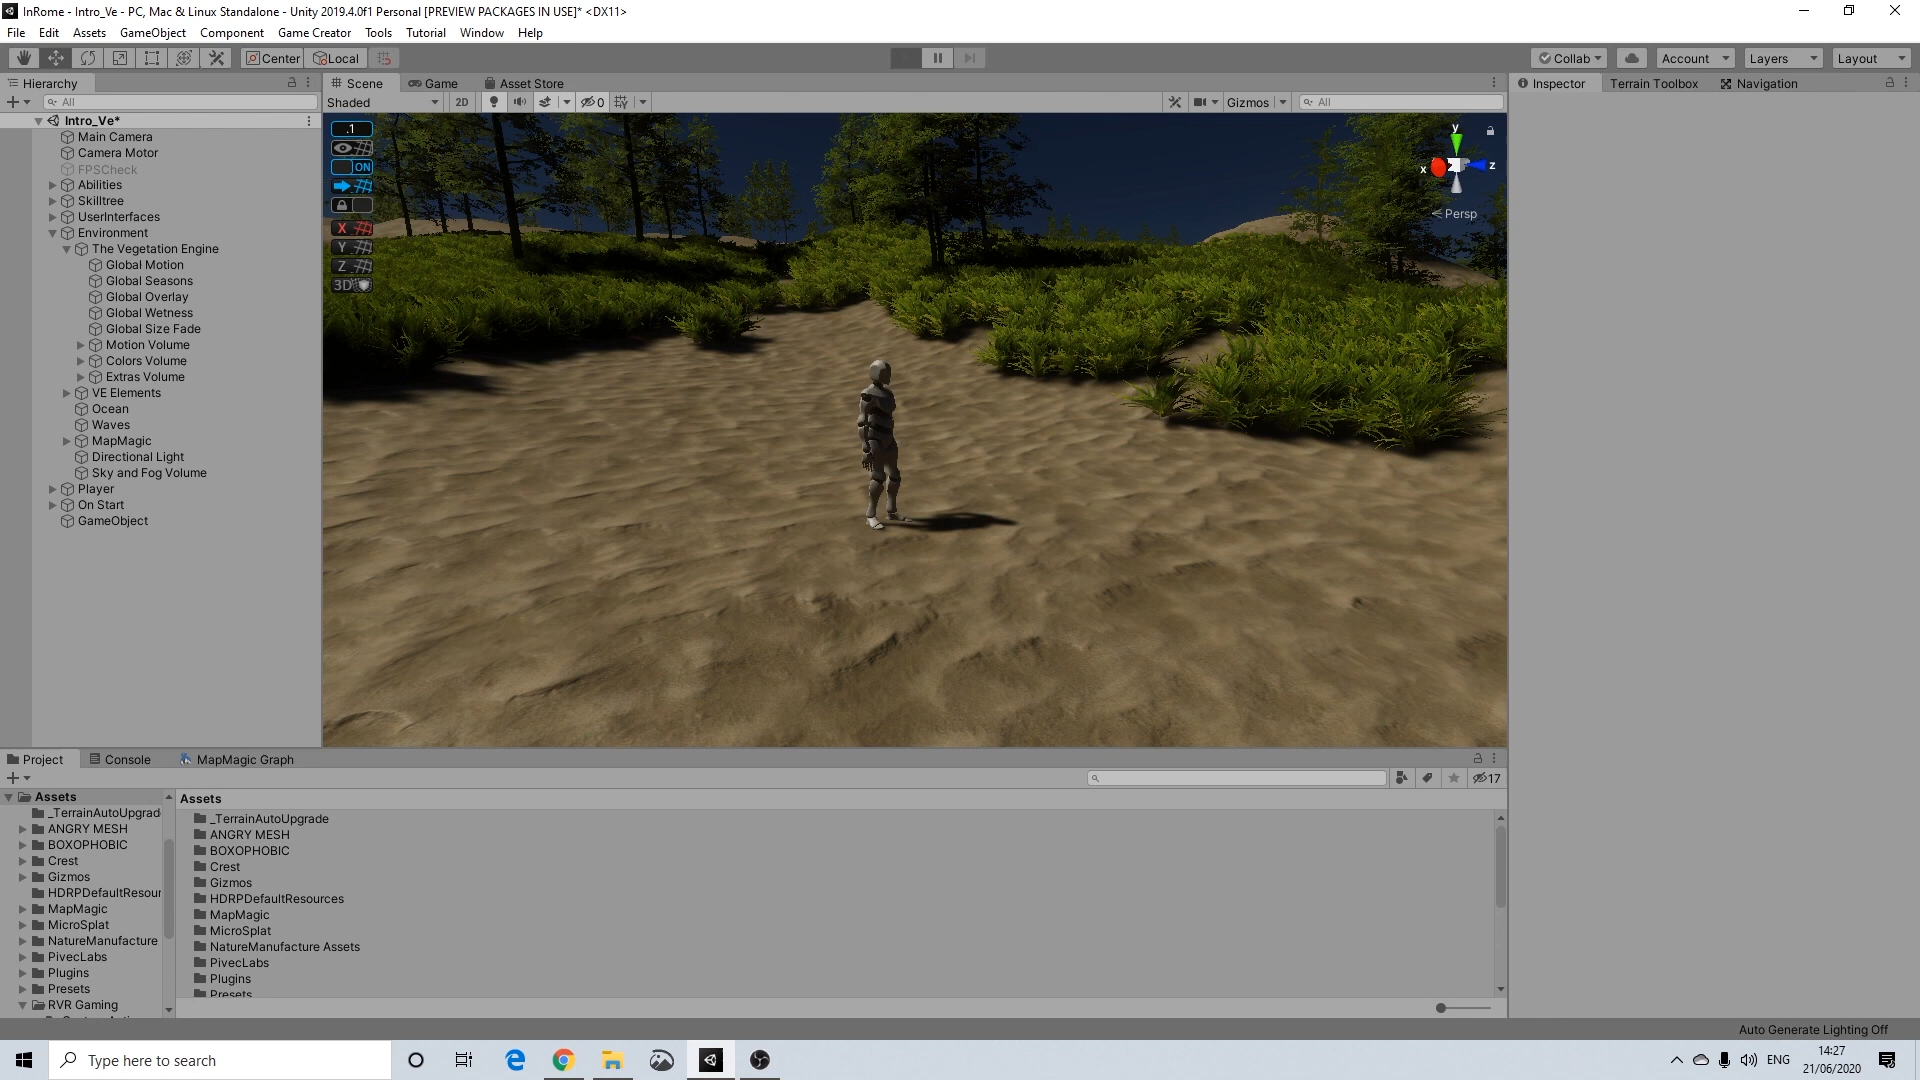 InRome - Intro_Ve - PC, Mac & Linux Standalone - Unity 2019.4.0f1 Personal [PREVIEW PACKAGES IN USE]* <DX11>
File Edit Assets GameObject Component Game Creator Tools Tutorial Window Help
Center Local Collab Account Layers Layout
Hierarchy Scene Game Asset Store Inspector Terrain Toolbox Navigation
All Shaded 2D 0 Gizmos All
Intro_Ve*
Main Camera
Camera Motor
FPSCheck
Abilities
Skilltree
UserInterfaces
Environment
The Vegetation Engine
Global Motion
Global Seasons
Global Overlay
Global Wetness
Global Size Fade
Motion Volume
Colors Volume
Extras Volume
VE Elements
Ocean
Waves
MapMagic
Directional Light
Sky and Fog Volume
Player
On Start
GameObject
.1
ON
X
Y
Z
3D
y
x z
Persp
Project Console MapMagic Graph
17
Assets
_TerrainAutoUpgrad
ANGRY MESH
BOXOPHOBIC
Crest
Gizmos
HDRPDefaultResour
MapMagic
MicroSplat
NatureManufacture
PivecLabs
Plugins
Presets
RVR Gaming
Assets
_TerrainAutoUpgrade
ANGRY MESH
BOXOPHOBIC
Crest
Gizmos
HDRPDefaultResources
MapMagic
MicroSplat
NatureManufacture Assets
PivecLabs
Plugins
Presets
Auto Generate Lighting Off
Type here to search
ENG
14:27
21/06/2020